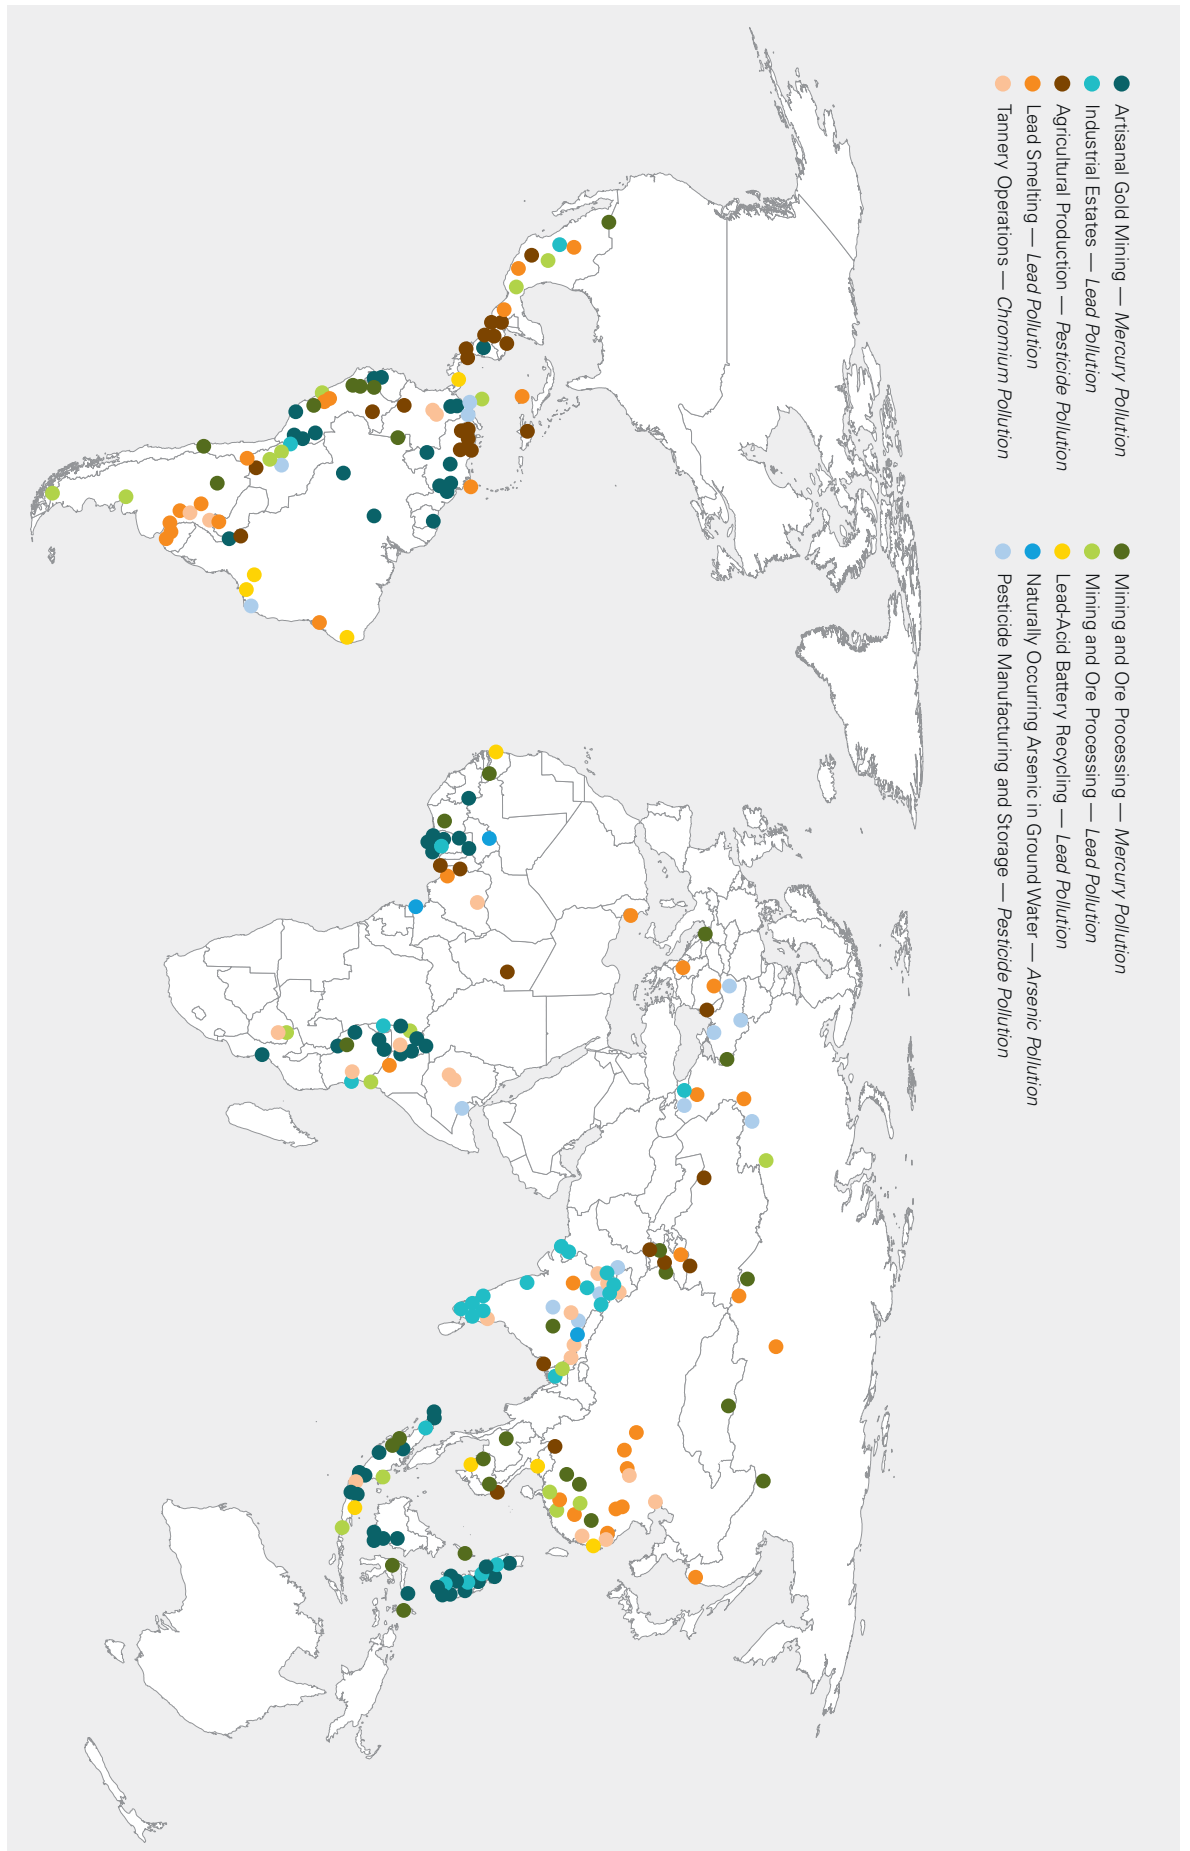 Artisanal Gold Mining — Mercury Pollution
Industrial Estates — Lead Pollution
Agricultural Production — Pesticide Pollution
Lead Smelting — Lead Pollution
Tannery Operations — Chromium Pollution
Mining and Ore Processing — Mercury Pollution
Mining and Ore Processing — Lead Pollution
Lead-Acid Battery Recycling — Lead Pollution
Naturally Occurring Arsenic in Ground Water — Arsenic Pollution
Pesticide Manufacturing and Storage — Pesticide Pollution